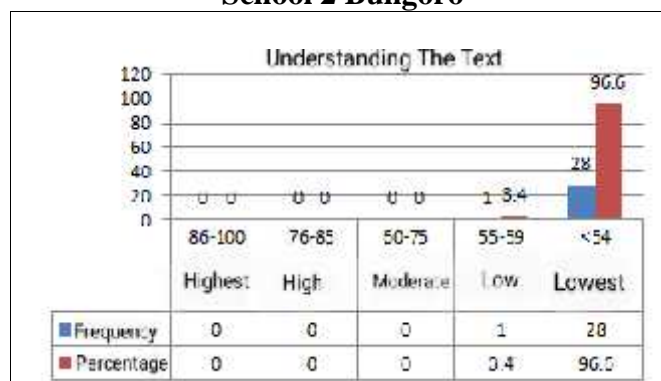 School 2 Bungoro
Understanding The Text
120
100
80
60
40
20
0
0 0 0 0 0 0 1 3.4 28 96.6
86-100 76-85 60-75 55-59 <54
Highest High Moderate Low Lowest
Frequency 0 0 0 1 28
Percentage 0 0 0 3.4 96.6